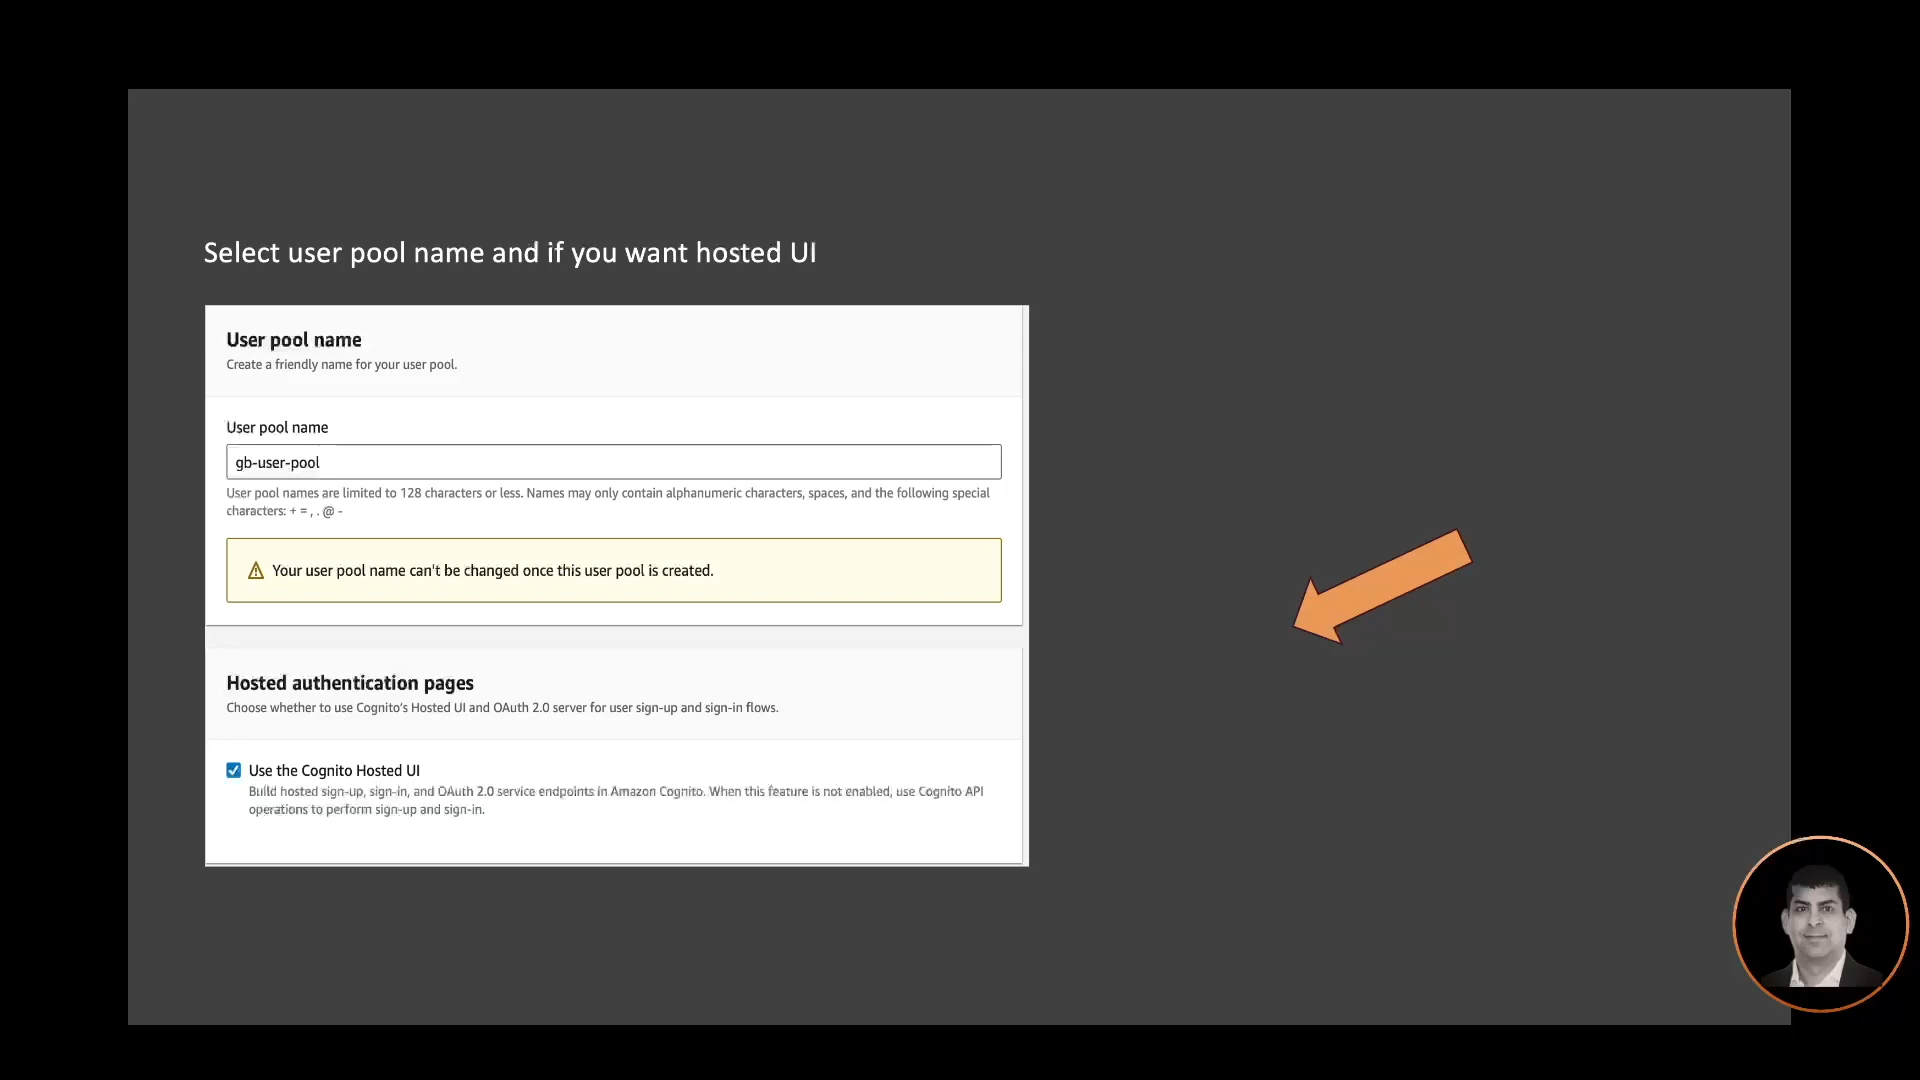 Select user pool name and if you want hosted UI
User pool name
Create a friendly name for your user pool.
User pool name
gb-user-pool
User pool names are limited to 128 characters or less. Names may only contain alphanumeric characters, spaces, and the following special
characters: + = , . @ -
Your user pool name can't be changed once this user pool is created.
Hosted authentication pages
Choose whether to use Cognito's Hosted UI and OAuth 2.0 server for user sign-up and sign-in flows.
Use the Cognito Hosted UI
Build hosted sign-up, sign-in, and OAuth 2.0 service endpoints in Amazon Cognito. When this feature is not enabled, use Cognito API
operations to perform sign-up and sign-in.